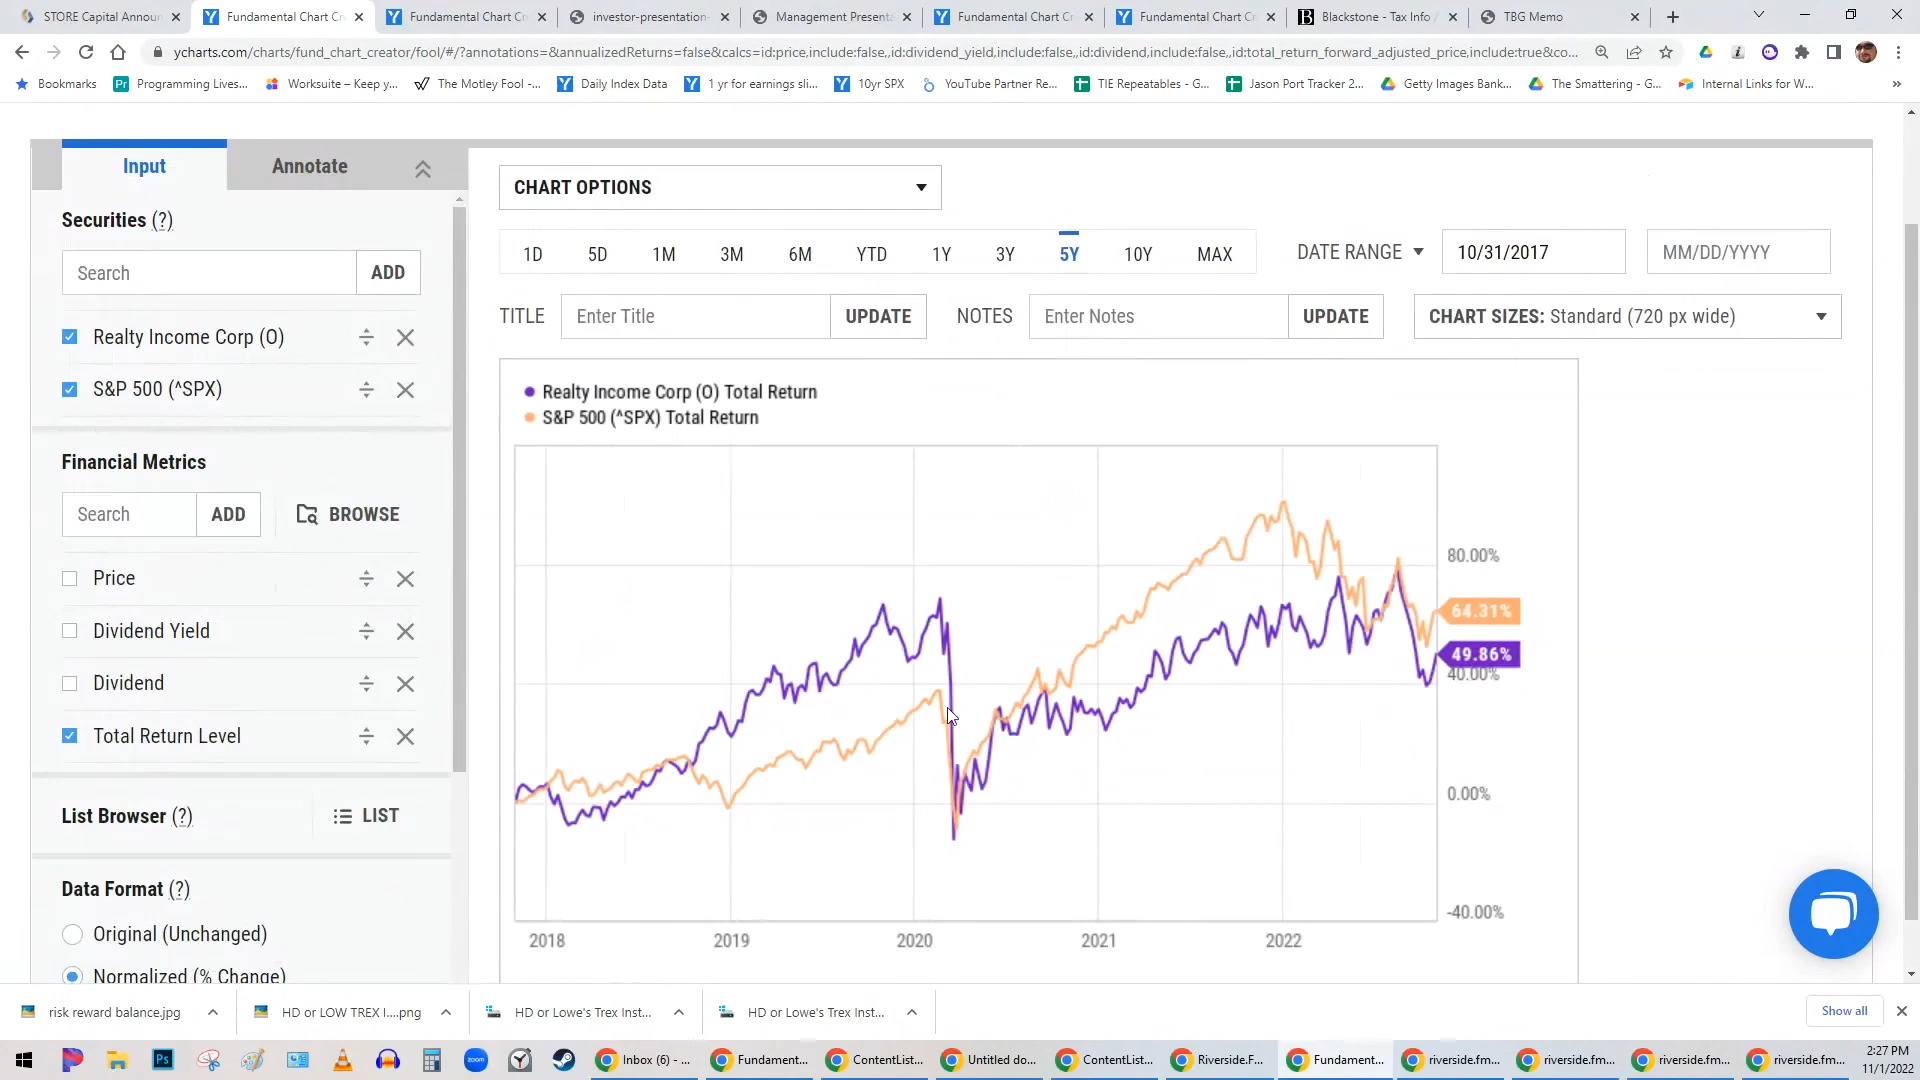 STORE Capital Announ
Fundamental Chart Cr
Fundamental Chart Cr
investor-presentation-
Management Presenta
Fundamental Chart Cr
Fundamental Chart Cr
Blackstone - Tax Info /
TBG Memo
ycharts.com/charts/fund_chart_creator/fool/#/?annotations=&annualizedReturns=false&calcs=id:price,include:false,,id:dividend_yield,include:false,,id:dividend,include:false,,id:total_return_forward_adjusted_price,include:true&co...
Bookmarks
Programming Lives...
Worksuite – Keep y...
The Motley Fool -...
Daily Index Data
1 yr for earnings sli...
10yr SPX
YouTube Partner Re...
TIE Repeatables - G...
Jason Port Tracker 2...
Getty Images Bank...
The Smattering - G...
Internal Links for W...
Input
Annotate
CHART OPTIONS
Securities (?)
Search
ADD
1D 5D 1M 3M 6M YTD 1Y 3Y 5Y 10Y MAX
DATE RANGE
10/31/2017
MM/DD/YYYY
TITLE
Enter Title
UPDATE
NOTES
Enter Notes
UPDATE
CHART SIZES: Standard (720 px wide)
Realty Income Corp (O)
S&P 500 (^SPX)
Financial Metrics
Search
ADD
BROWSE
Price
Dividend Yield
Dividend
Total Return Level
List Browser (?)
LIST
Data Format (?)
Original (Unchanged)
Normalized (% Change)
Realty Income Corp (O) Total Return
S&P 500 (^SPX) Total Return
80.00%
64.31%
49.86%
40.00%
0.00%
-40.00%
2018 2019 2020 2021 2022
risk reward balance.jpg
HD or LOW TREX I....png
HD or Lowe's Trex Inst...
HD or Lowe's Trex Inst...
Show all
Pr
Y
B
Ps
zoom
Inbox (6) - ...
Fundament...
ContentList...
Untitled do...
ContentList...
Riverside.F...
Fundament...
riverside.fm...
riverside.fm...
riverside.fm...
riverside.fm...
2:27 PM
11/1/2022